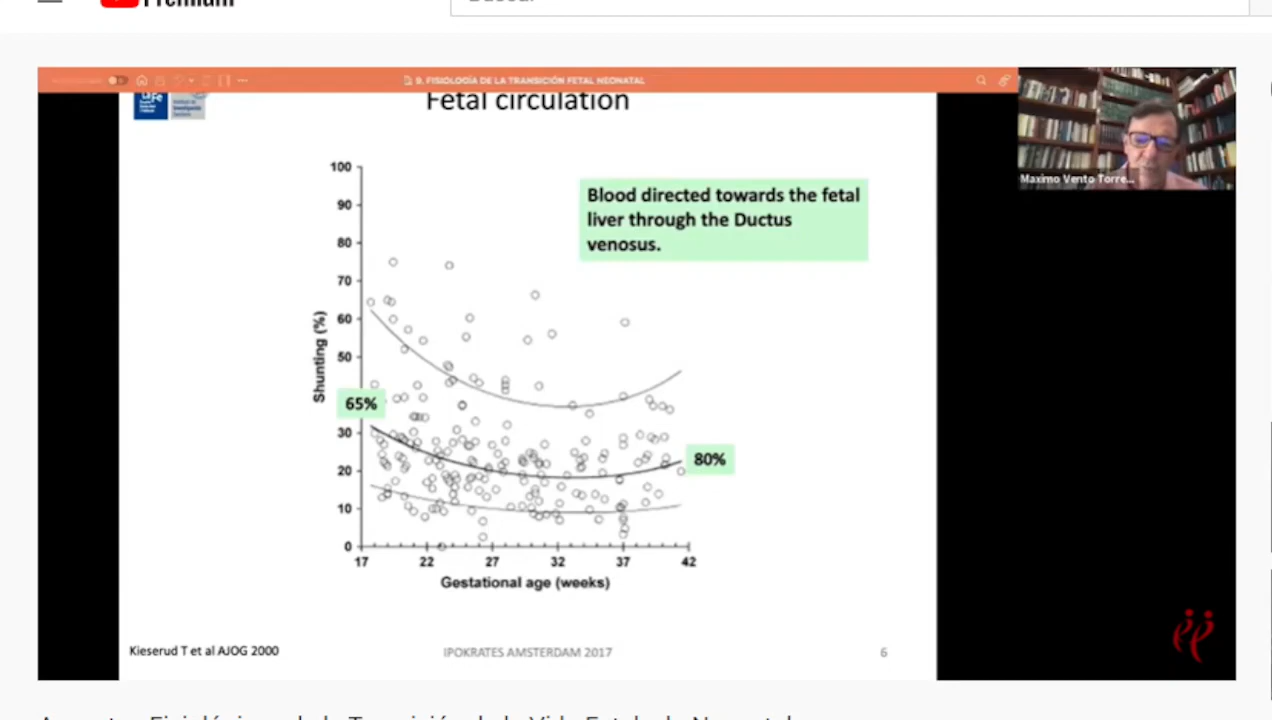 Premium
9. FISIOLOGÍA DE LA TRANSICIÓN FETAL NEONATAL
Fetal circulation
La Fe
Maximo Vento Torre...
Blood directed towards the fetal
liver through the Ductus
venosus.
100
90
80
70
60
50
65%
30
20
10
0
Shunting (%)
80%
17 22 27 32 37 42
Gestational age (weeks)
Kieserud T et al AJOG 2000
IPOKRATES AMSTERDAM 2017
6